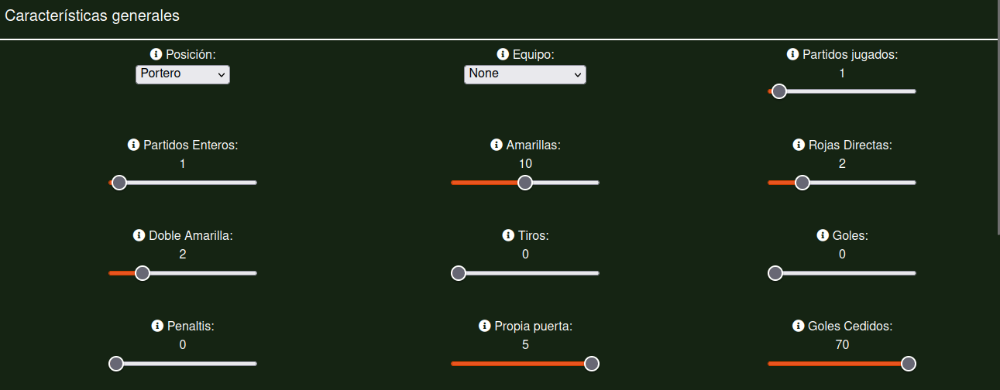 Características generales
Posición:
Portero
Equipo:
None
Partidos jugados:
1
Partidos Enteros:
1
Amarillas:
10
Rojas Directas:
2
Doble Amarilla:
2
Tiros:
0
Goles:
0
Penaltis:
0
Propia puerta:
5
Goles Cedidos:
70